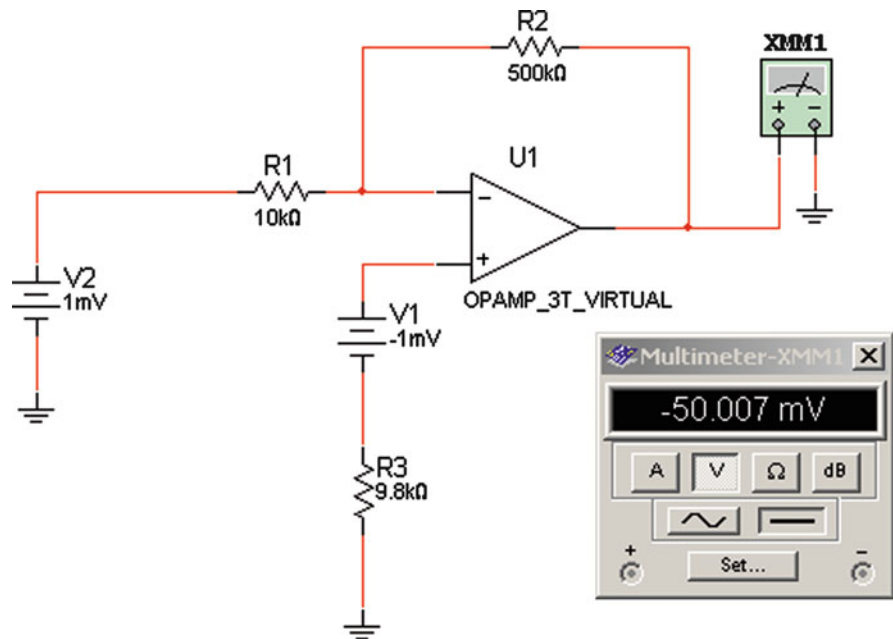 R2
500kΩ
XMM1
+ −
U1
R1
10kΩ
−
+
OPAMP_3T_VIRTUAL
V2
1mV
V1
-1mV
R3
9.8kΩ
Multimeter-XMM1 X
-50.007 mV
A V Ω dB
+ Set... −